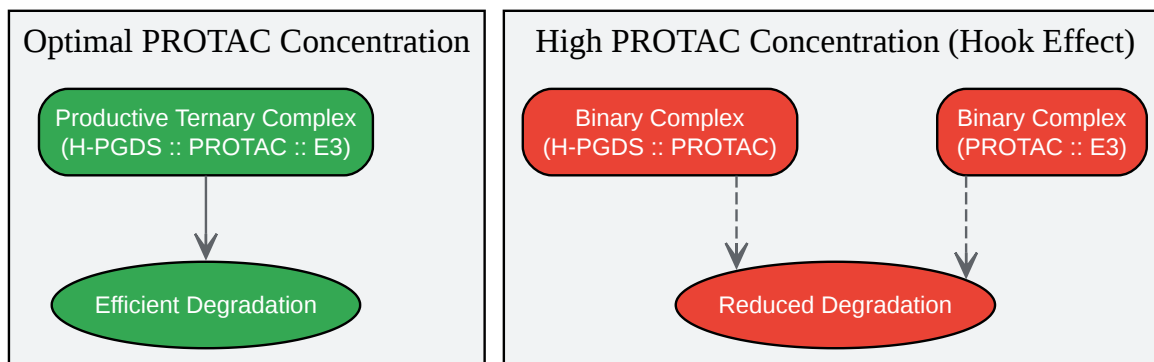 Optimal PROTAC Concentration
Productive Ternary Complex
(H-PGDS :: PROTAC :: E3)
Efficient Degradation
High PROTAC Concentration (Hook Effect)
Binary Complex
(H-PGDS :: PROTAC)
Binary Complex
(PROTAC :: E3)
Reduced Degradation